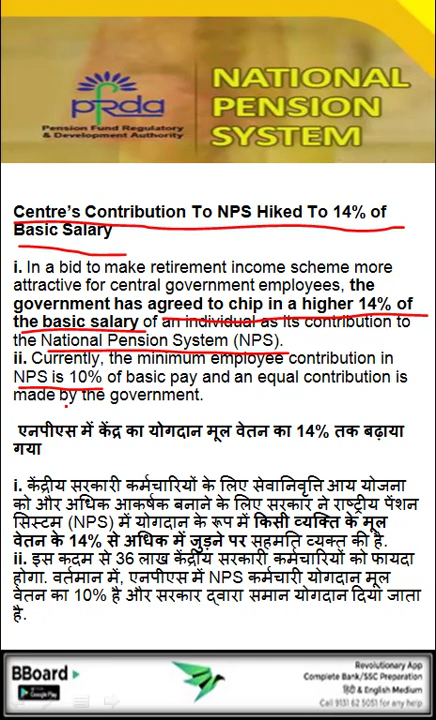 NATIONAL
PENSION
SYSTEM
pfrda
Pension Fund Regulatory
& Development Authority
Centre's Contribution To NPS Hiked To 14% of
Basic Salary
i. In a bid to make retirement income scheme more
attractive for central government employees, the
government has agreed to chip in a higher 14% of
the basic salary of an individual as its contribution to
the National Pension System (NPS).
ii. Currently, the minimum employee contribution in
NPS is 10% of basic pay and an equal contribution is
made by the government.
एनपीएस में केंद्र का योगदान मूल वेतन का 14% तक बढ़ाया
गया
i. केंद्रीय सरकारी कर्मचारियों के लिए सेवानिवृत्ति आय योजना
को और अधिक आकर्षक बनाने के लिए सरकार ने राष्ट्रीय पेंशन
सिस्टम (NPS) में योगदान के रूप में किसी व्यक्ति के मूल
वेतन के 14% से अधिक में जुड़ने पर सहमति व्यक्त की है.
ii. इस कदम से 36 लाख केंद्रीय सरकारी कर्मचारियों को फायदा
होगा. वर्तमान में, एनपीएस में NPS कर्मचारी योगदान मूल
वेतन का 10% है और सरकार द्वारा समान योगदान दिया जाता
है.
BBoard
Google Play
Revolutionary App
Complete Bank/SSC Preparation
हिंदी & English Medium
Call 9131 62 5051 for any help